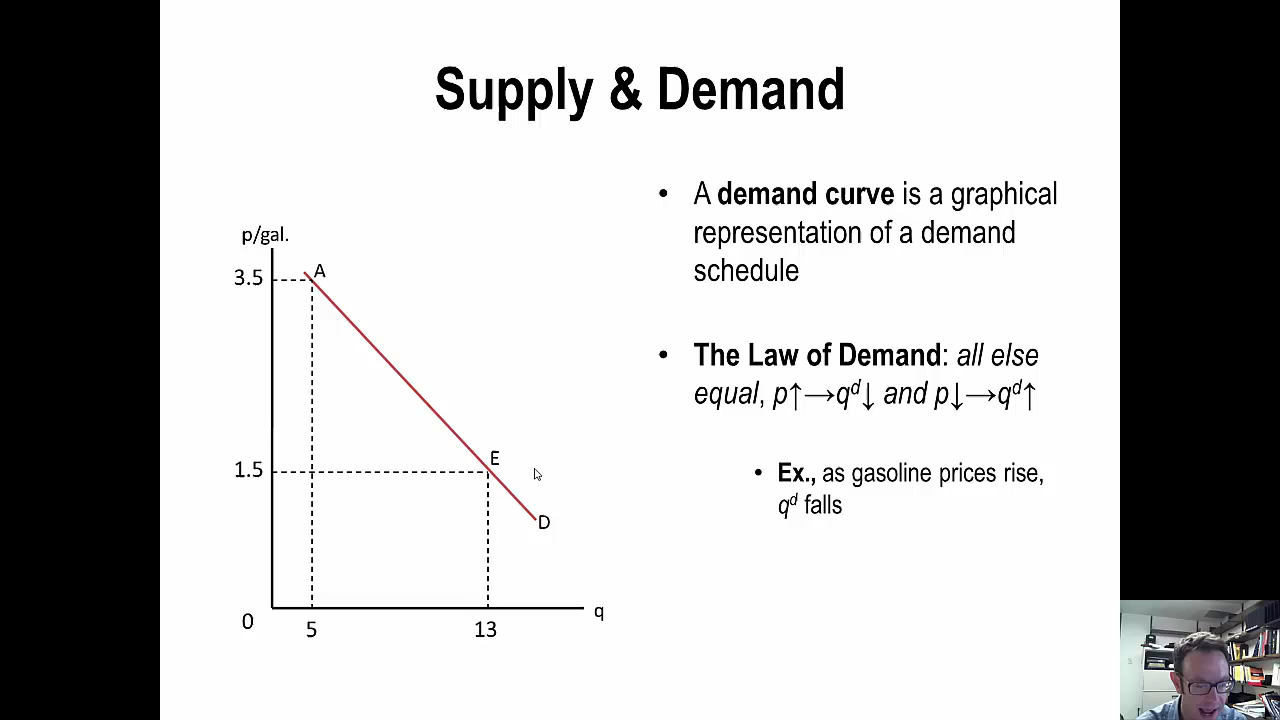 Supply & Demand
p/gal.
3.5
A
1.5
E
D
0
5
13
q
• A demand curve is a graphical
representation of a demand
schedule
• The Law of Demand: all else
equal, p↑→qᵈ↓ and p↓→qᵈ↑
• Ex., as gasoline prices rise,
qᵈ falls